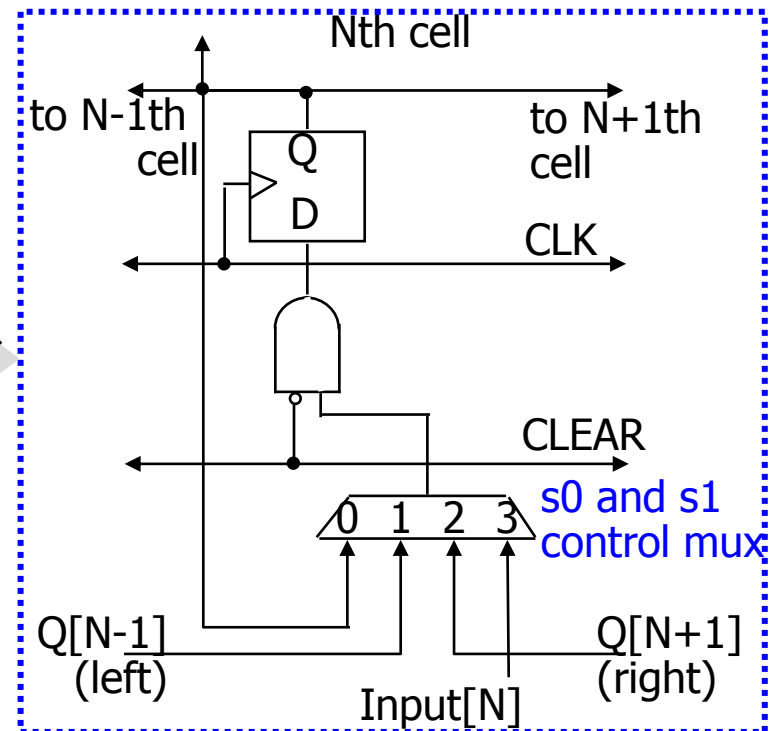 Nth cell
to N-1th
cell
to N+1th
cell
Q
D
CLK
CLEAR
0 1 2 3
s0 and s1
control mux
Q[N-1]
(left)
Q[N+1]
(right)
Input[N]